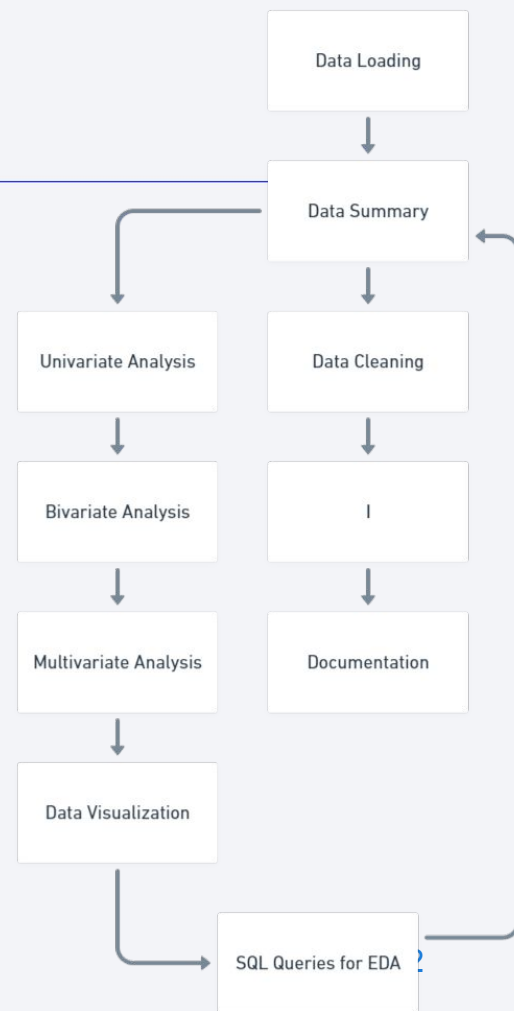 Data Loading
Data Summary
Univariate Analysis
Data Cleaning
Bivariate Analysis
I
Multivariate Analysis
Documentation
Data Visualization
SQL Queries for EDA